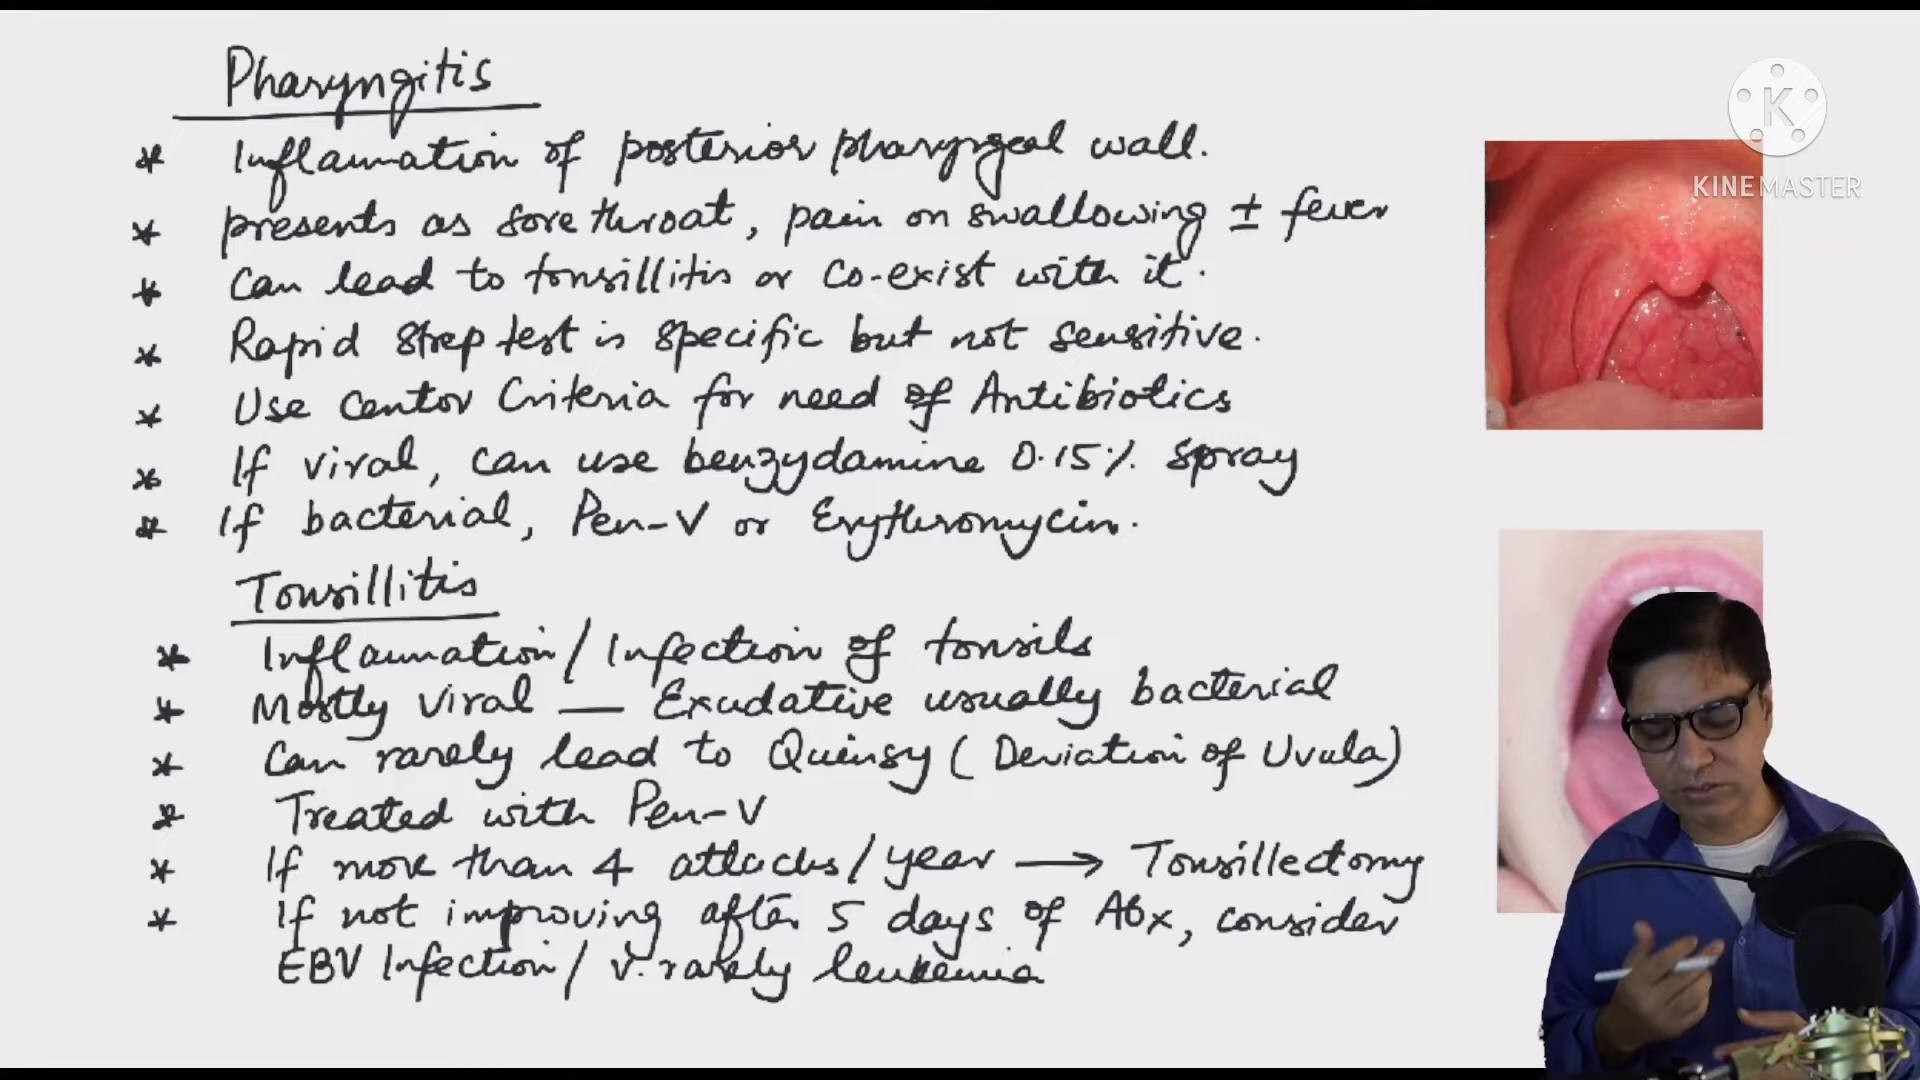 Pharyngitis
* Inflammation of posterior pharyngeal wall.
* presents as sore throat, pain on swallowing ± fever
* Can lead to tonsillitis or co-exist with it.
* Rapid strep test is specific but not sensitive.
* Use Centor Criteria for need of Antibiotics
* If viral, can use benzydamine 0.15% spray
* If bacterial, Pen-V or Erythromycin.
Tonsillitis
* Inflammation/Infection of tonsils
* Mostly viral — Exudative usually bacterial
* Can rarely lead to Quinsy (Deviation of Uvula)
* Treated with Pen-V
* If more than 4 attacks/year → Tonsillectomy
* If not improving after 5 days of Abx, consider
EBV Infection/ v. rarely leukemia
K
KINEMASTER